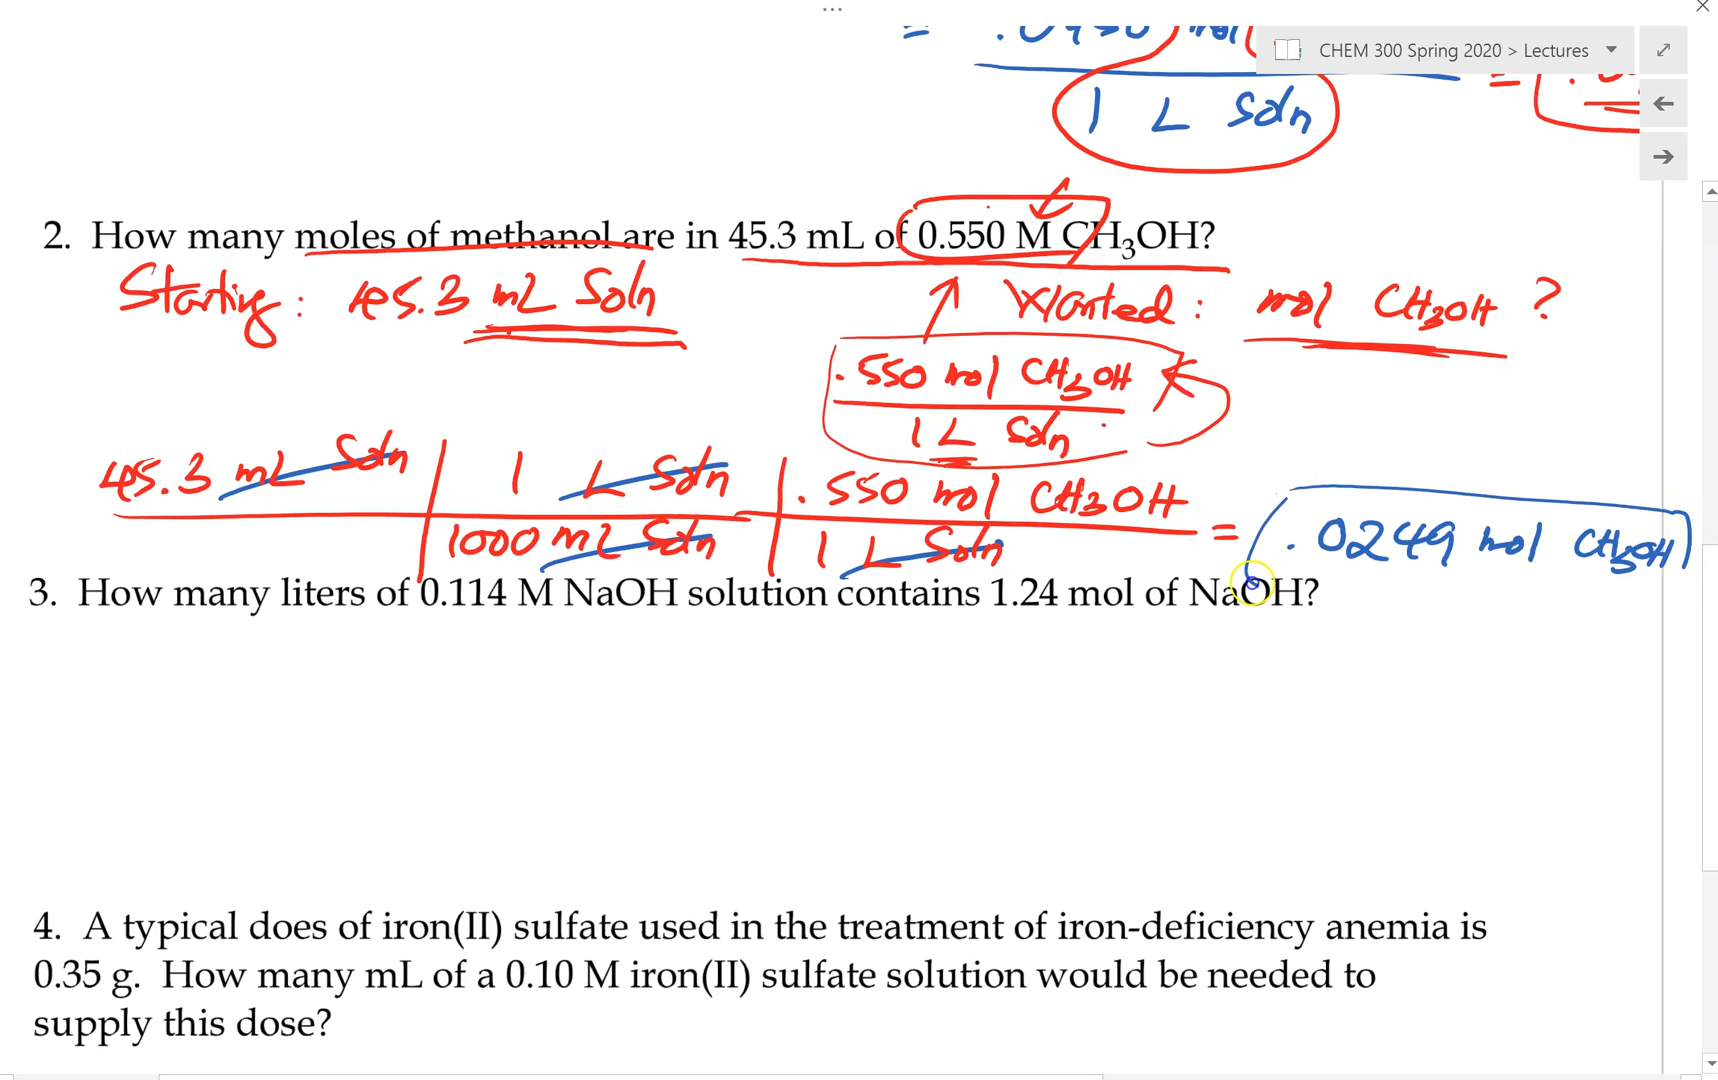 CHEM 300 Spring 2020 > Lectures
1 L Soln
2. How many moles of methanol are in 45.3 mL of 0.550 M CH₃OH?
Starting: 45.3 mL Soln Wanted: mol CH₃OH ?
.550 mol CH₃OH
1 L Soln
45.3 mL Soln | 1 L Soln | .550 mol CH₃OH
1000 mL Soln | 1 L Soln = .0249 mol CH₃OH
3. How many liters of 0.114 M NaOH solution contains 1.24 mol of NaOH?
4. A typical does of iron(II) sulfate used in the treatment of iron-deficiency anemia is
0.35 g. How many mL of a 0.10 M iron(II) sulfate solution would be needed to
supply this dose?